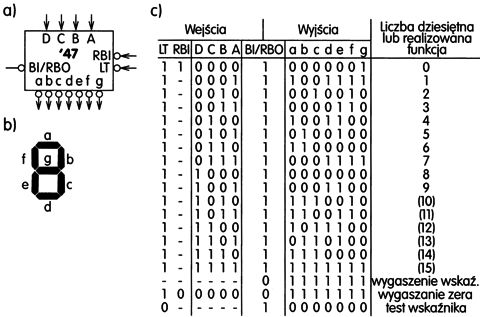 a)
D C B A
'47
RBI
BI/RBO LT
a b c d e f g
b)
a
f g b
e c
d
c)
Wejścia Wyjścia Liczba dziesiętna
lub realizowana
funkcja
LT RBI D C B A BI/RBO a b c d e f g
1 1 0 0 0 0 1 0 0 0 0 0 0 1 0
1 - 0 0 0 1 1 1 0 0 1 1 1 1 1
1 - 0 0 1 0 1 0 0 1 0 0 1 0 2
1 - 0 0 1 1 1 0 0 0 0 1 1 0 3
1 - 0 1 0 0 1 1 0 0 1 1 0 0 4
1 - 0 1 0 1 1 0 1 0 0 1 0 0 5
1 - 0 1 1 0 1 1 1 0 0 0 0 0 6
1 - 0 1 1 1 1 0 0 0 1 1 1 1 7
1 - 1 0 0 0 1 0 0 0 0 0 0 0 8
1 - 1 0 0 1 1 0 0 0 1 1 0 0 9
1 - 1 0 1 0 1 1 1 1 0 0 1 0 (10)
1 - 1 0 1 1 1 1 1 0 0 1 1 0 (11)
1 - 1 1 0 0 1 1 0 1 1 1 0 0 (12)
1 - 1 1 0 1 1 0 1 1 0 1 0 0 (13)
1 - 1 1 1 0 1 1 1 1 0 0 0 0 (14)
1 - 1 1 1 1 1 1 1 1 1 1 1 1 (15)
- - - - - - 0 1 1 1 1 1 1 1 wygaszenie wskaź.
1 0 0 0 0 0 0 1 1 1 1 1 1 1 wygaszanie zera
0 - - - - - 1 0 0 0 0 0 0 0 test wskaźnika